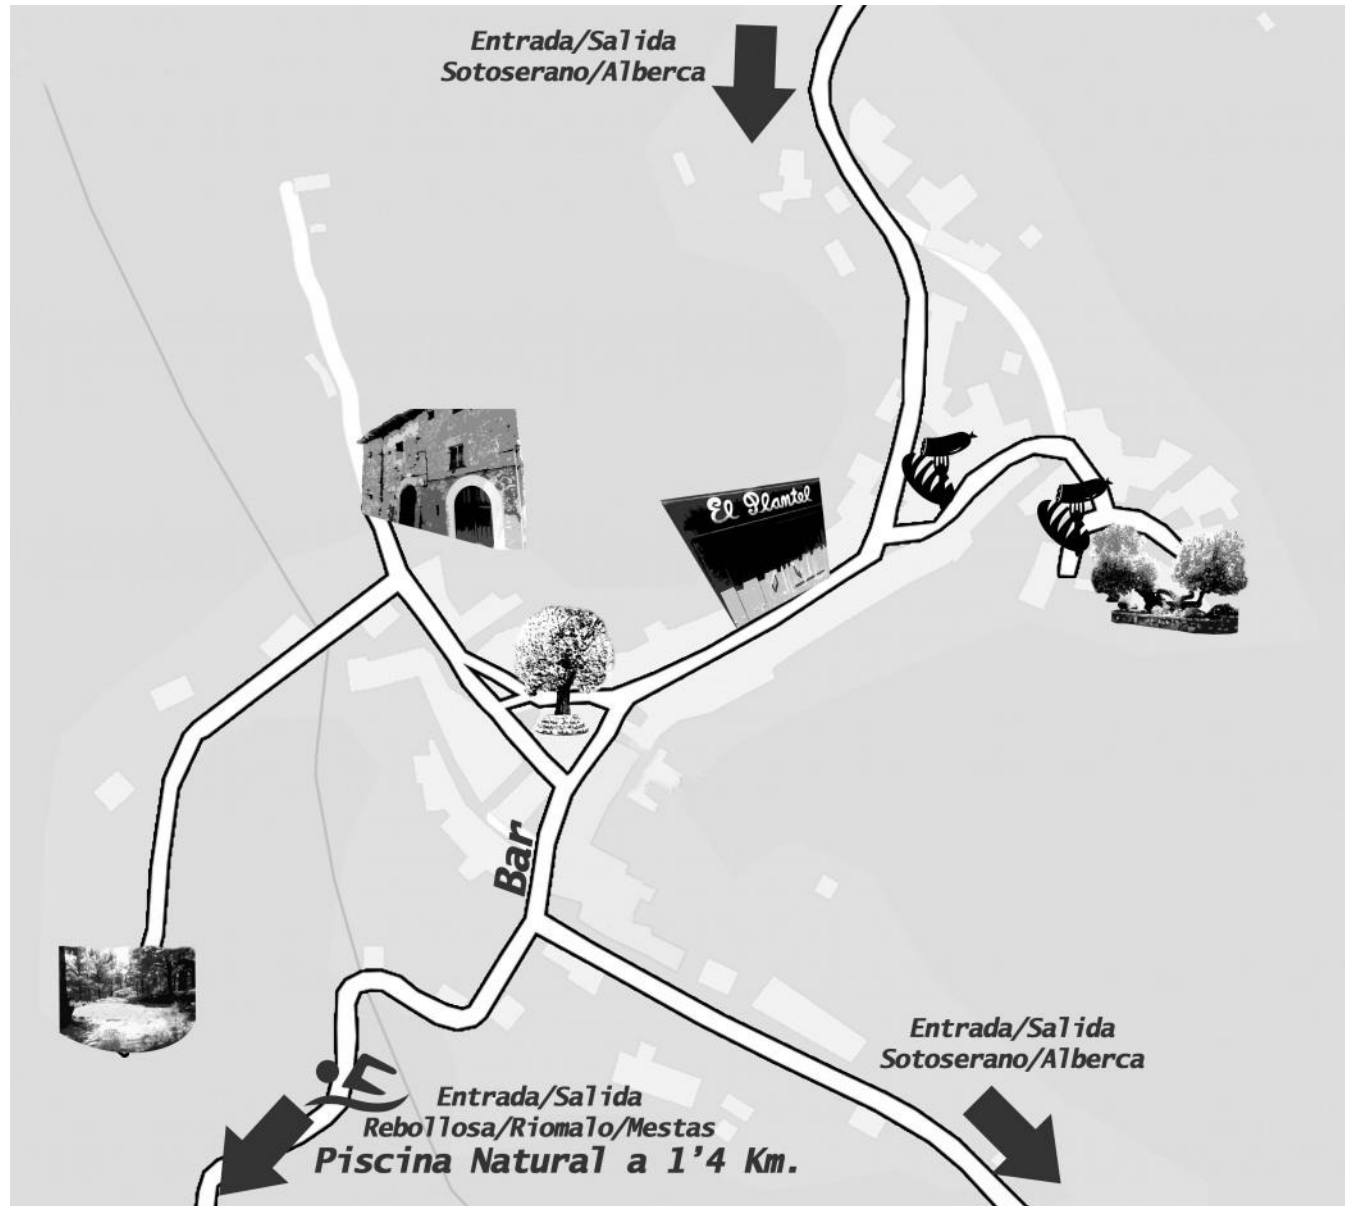 Entrada/Salida
Sotoserano/Alberca
El Plantel
Bar
Entrada/Salida
Sotoserano/Alberca
Entrada/Salida
Rebollosa/Riomalo/Mestas
Piscina Natural a 1'4 Km.